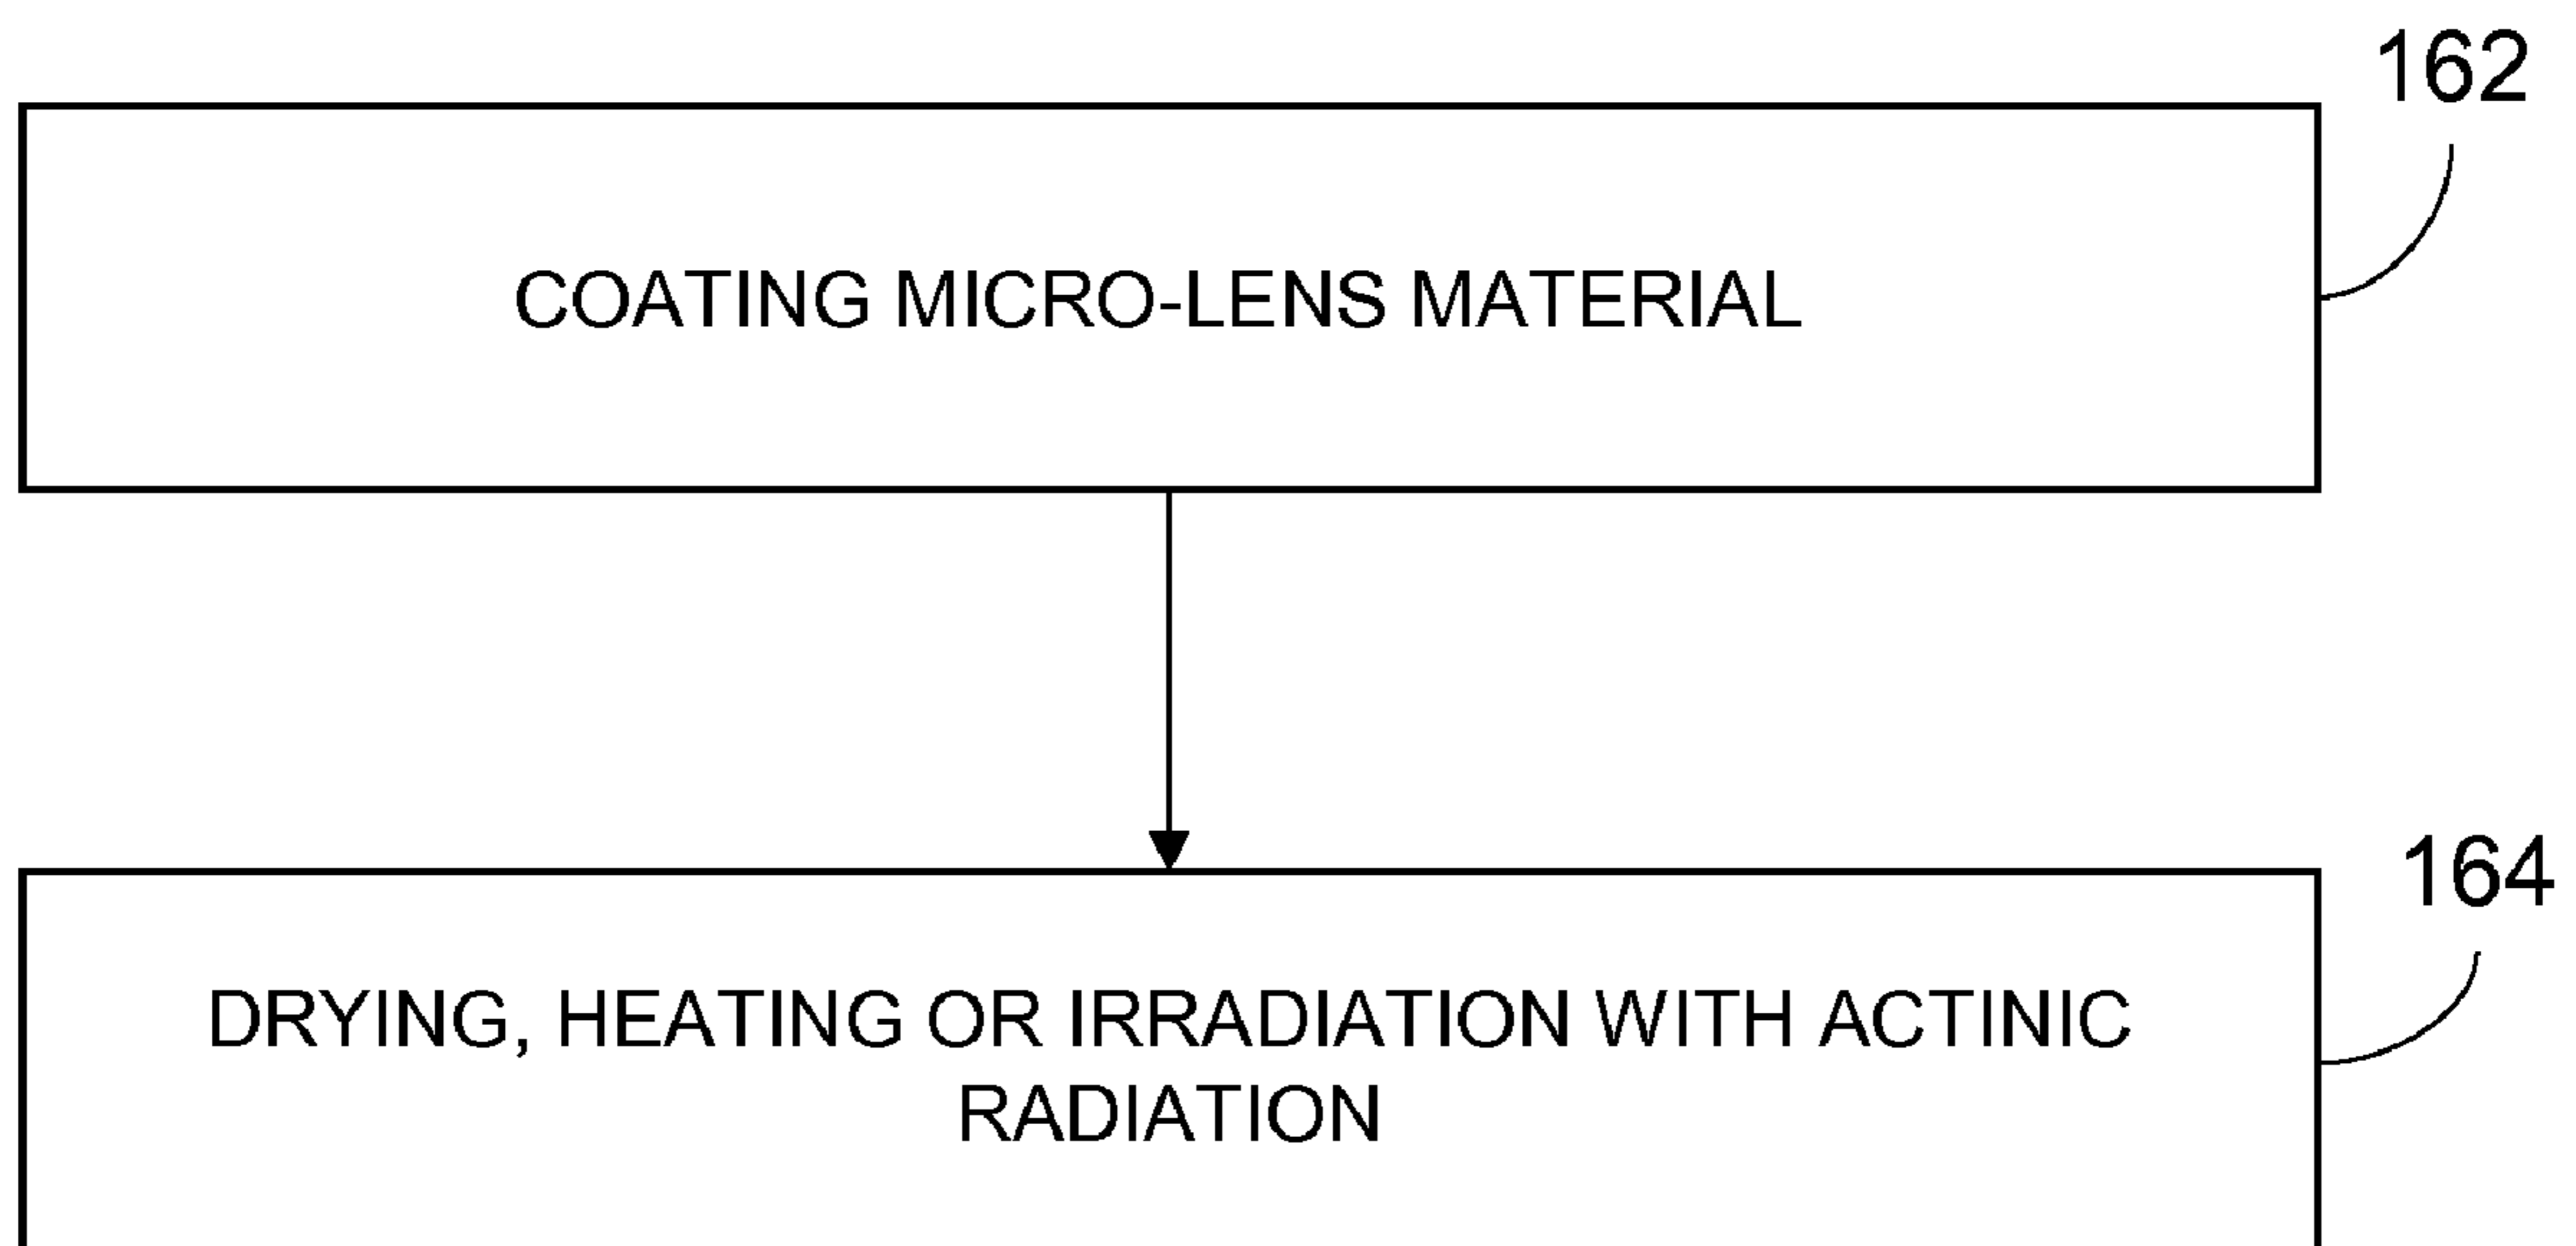 162
COATING MICRO-LENS MATERIAL
164
DRYING, HEATING OR IRRADIATION WITH ACTINIC
RADIATION